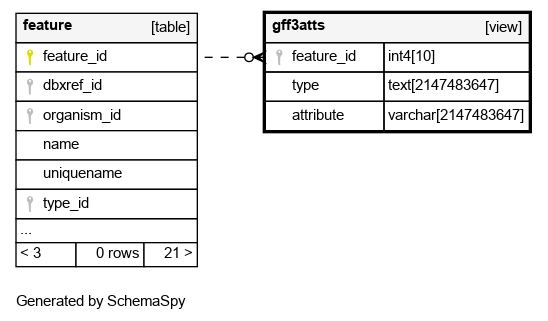 feature [table]
feature_id
dbxref_id
organism_id
name
uniquename
type_id
...
< 3 0 rows 21 >
gff3atts [view]
feature_id int4[10]
type text[2147483647]
attribute varchar[2147483647]
Generated by SchemaSpy